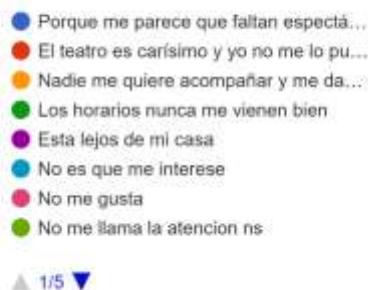 Porque me parece que faltan espectá...
El teatro es carísimo y yo no me lo pu...
Nadie me quiere acompañar y me da...
Los horarios nunca me vienen bien
Esta lejos de mi casa
No es que me interese
No me gusta
No me llama la atencion ns
1/5